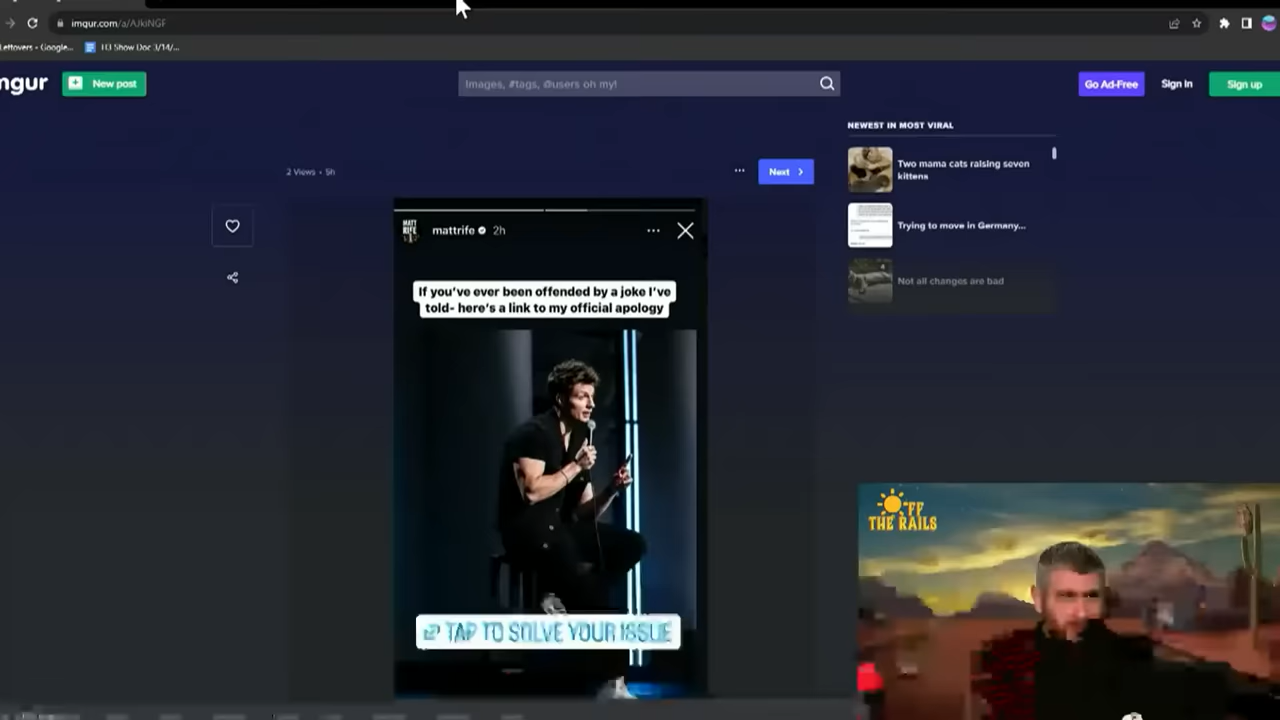 imgur.com/a/AJkiNGF
Leftovers - Google...
Show Doc 3/14/...
mgur
New post
Images, #tags, @users oh my!
Go Ad-Free
Sign in
Sign up
NEWEST IN MOST VIRAL
Two mama cats raising seven
kittens
Trying to move in Germany...
Not all changes are bad
2 Views • 5h
...
Next
MATT
RIFE
mattrife 2h
...
If you've ever been offended by a joke I've
told- here's a link to my official apology
TAP TO SOLVE YOUR ISSUE
OFF
THE RAILS